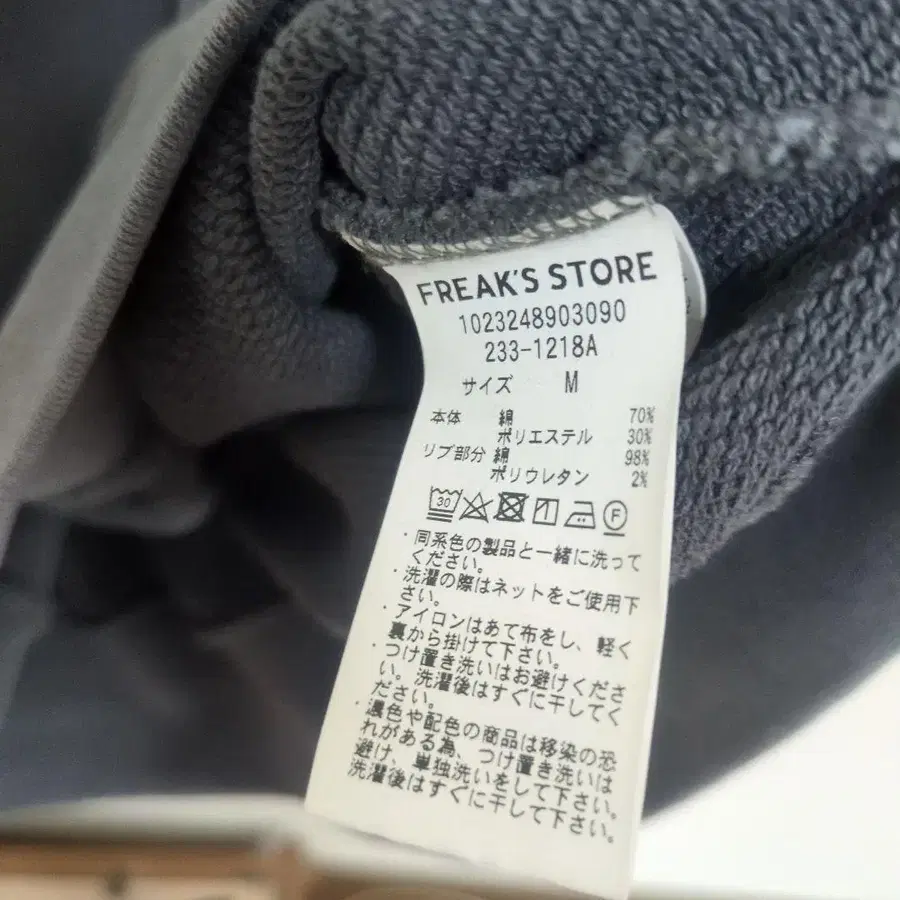 FREAK'S STORE
1023248903090
233-1218A
サイズ M
本体 綿 70%
ポリエステル 30%
リブ部分 綿 98%
ポリウレタン 2%
30 F
・同系色の製品と一緒に洗って
ください。
・洗濯の際はネットをご使用下
さい。
・アイロンはあて布をし、軽く
裏から掛けて下さい。
・つけ置き洗いはお避けくださ
い。洗濯後はすぐに干してく
ださい。
・濃色や配色の商品は移染の恐
れがある為、つけ置き洗いは
避け、単独洗いをして下さい。
洗濯後はすぐに干して下さい。